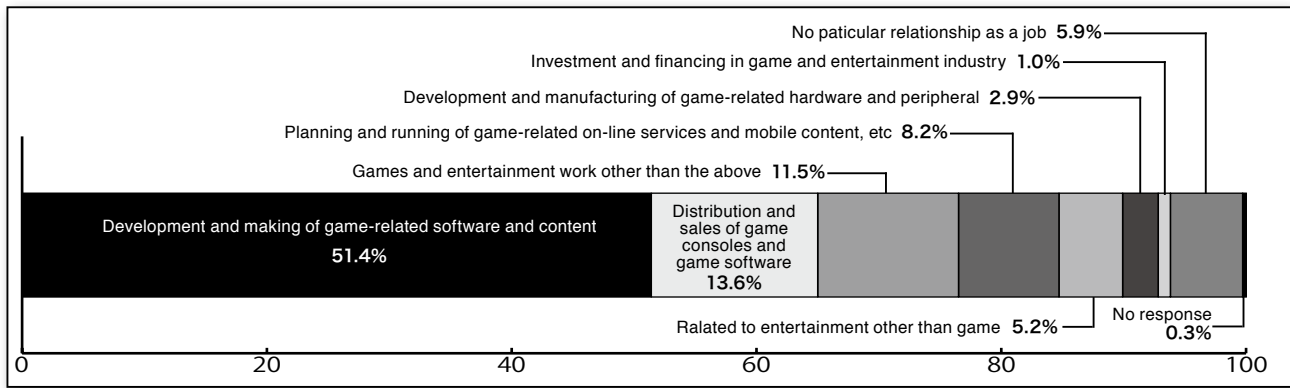 No paticular relationship as a job 5.9%
Investment and financing in game and entertainment industry 1.0%
Development and manufacturing of game-related hardware and peripheral 2.9%
Planning and running of game-related on-line services and mobile content, etc 8.2%
Games and entertainment work other than the above 11.5%
Development and making of game-related software and content
51.4%
Distribution and
sales of game
consoles and
game software
13.6%
Ralated to entertainment other than game 5.2%
No response
0.3%
0 20 40 60 80 100